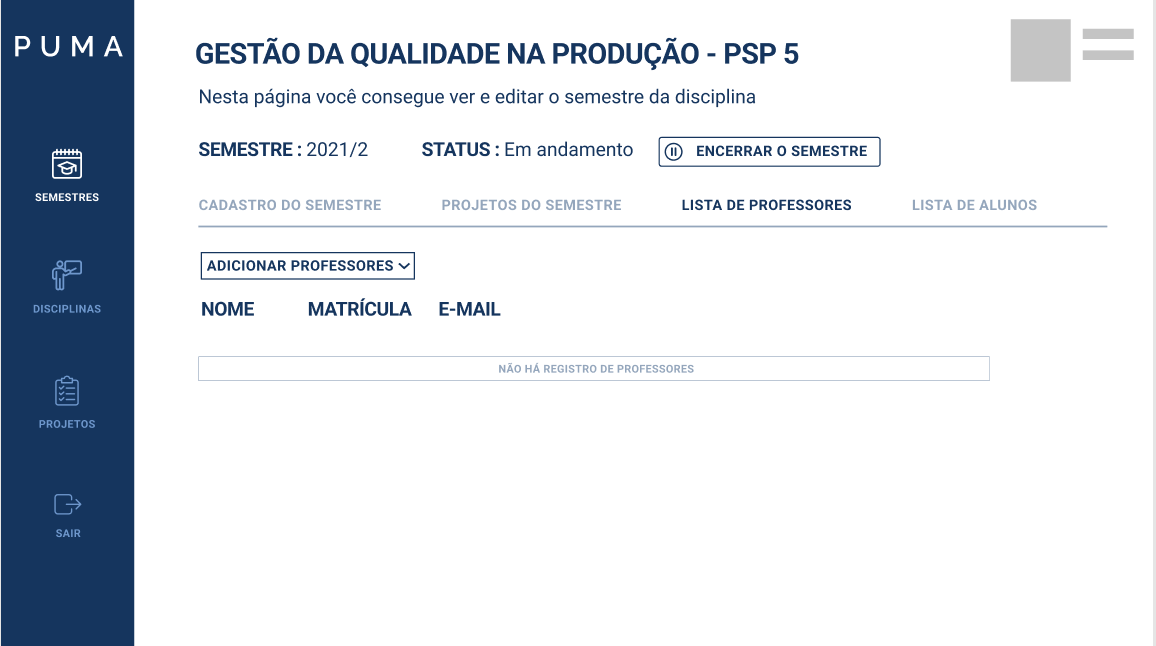 PUMA
SEMESTRES
DISCIPLINAS
PROJETOS
SAIR
GESTÃO DA QUALIDADE NA PRODUÇÃO - PSP 5
Nesta página você consegue ver e editar o semestre da disciplina
SEMESTRE : 2021/2 STATUS : Em andamento ENCERRAR O SEMESTRE
CADASTRO DO SEMESTRE PROJETOS DO SEMESTRE LISTA DE PROFESSORES LISTA DE ALUNOS
ADICIONAR PROFESSORES
NOME MATRÍCULA E-MAIL
NÃO HÁ REGISTRO DE PROFESSORES